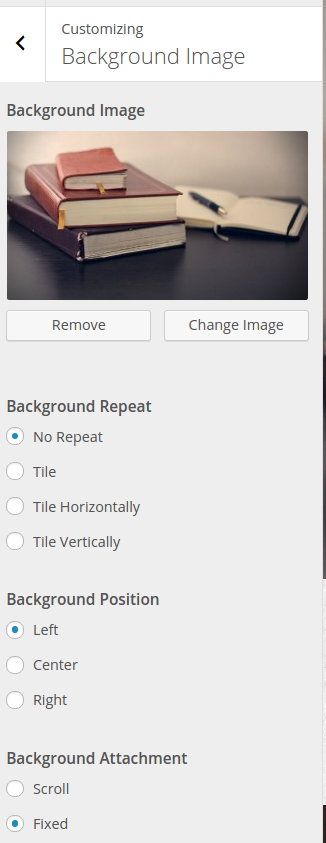 Customizing
Background Image
Background Image
Remove
Change Image
Background Repeat
No Repeat
Tile
Tile Horizontally
Tile Vertically
Background Position
Left
Center
Right
Background Attachment
Scroll
Fixed